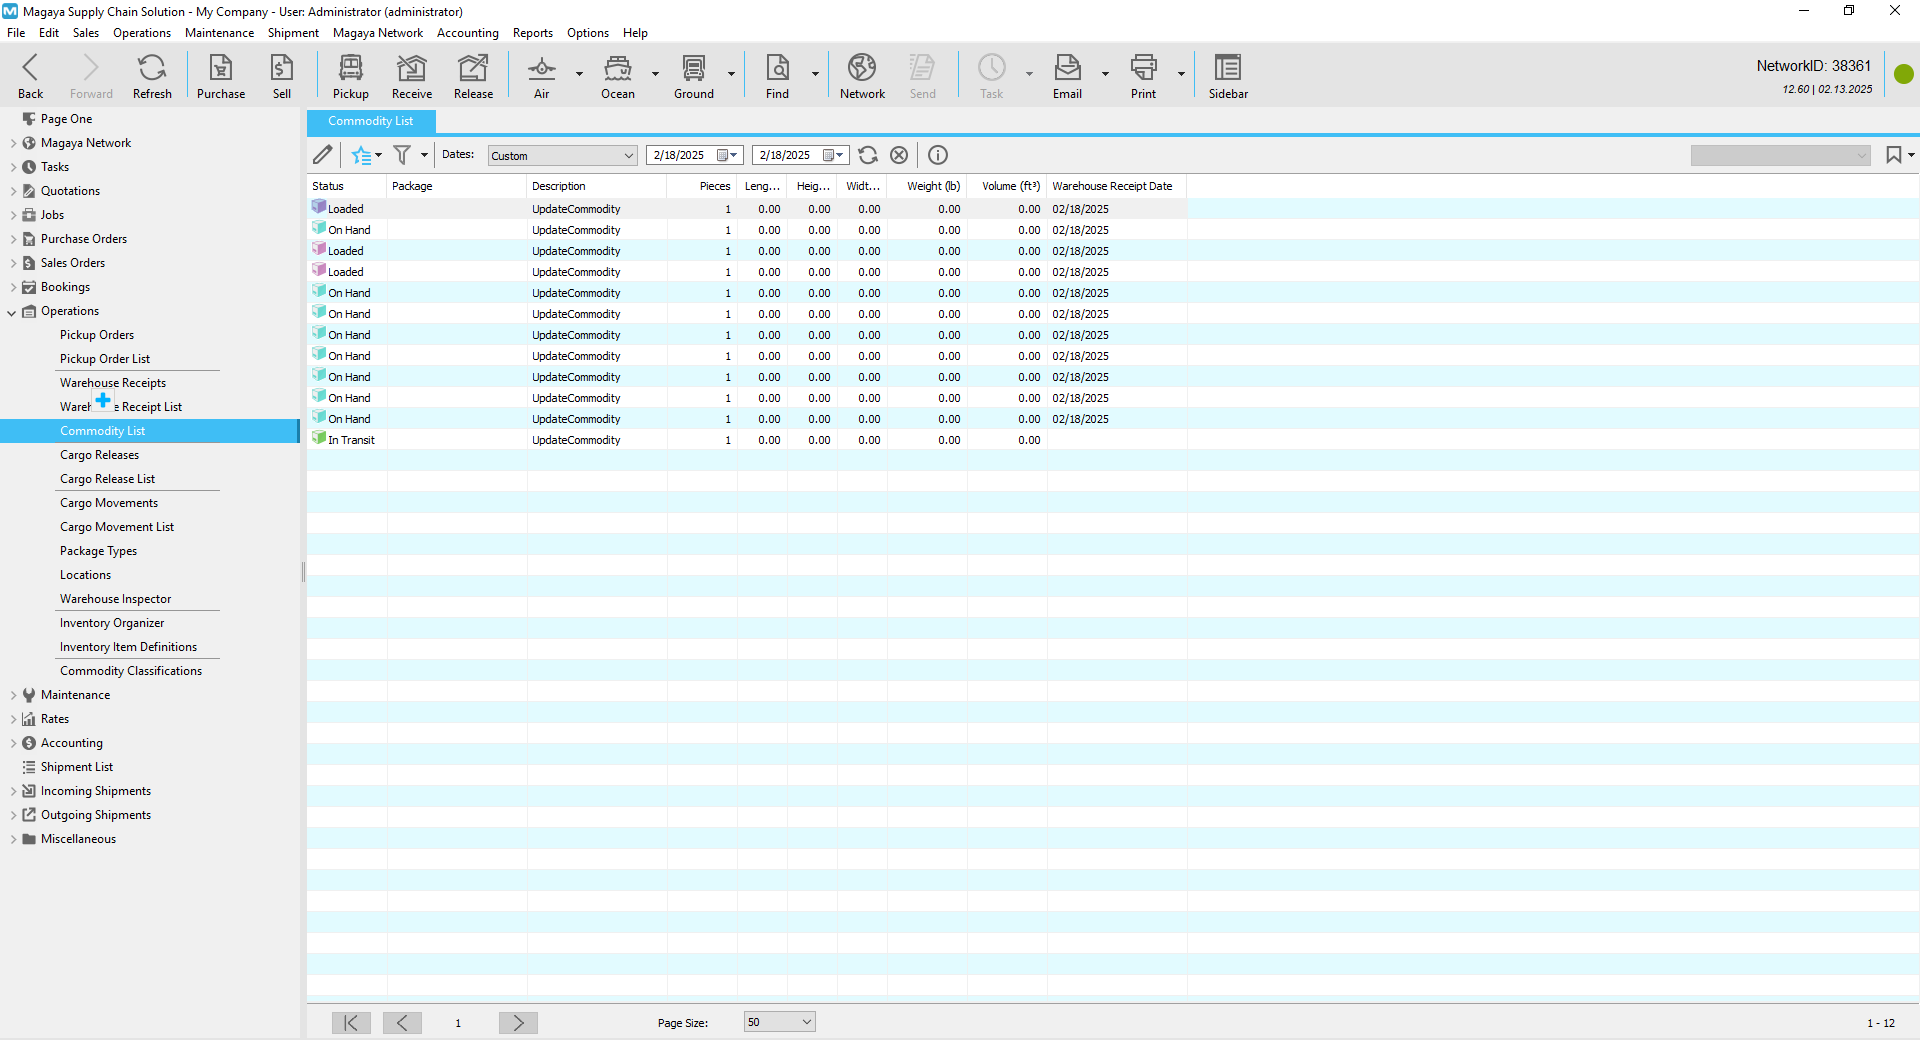 Magaya Supply Chain Solution - My Company - User: Administrator (administrator)
File Edit Sales Operations Maintenance Shipment Magaya Network Accounting Reports Options Help
Back Forward Refresh Purchase Sell Pickup Receive Release Air Ocean Ground Find Network Send Task Email Print Sidebar
NetworkID: 38361
12.60 | 02.13.2025
Page One
Magaya Network
Tasks
Quotations
Jobs
Purchase Orders
Sales Orders
Bookings
Operations
Pickup Orders
Pickup Order List
Warehouse Receipts
Wareh e Receipt List
Commodity List
Cargo Releases
Cargo Release List
Cargo Movements
Cargo Movement List
Package Types
Locations
Warehouse Inspector
Inventory Organizer
Inventory Item Definitions
Commodity Classifications
Maintenance
Rates
Accounting
Shipment List
Incoming Shipments
Outgoing Shipments
Miscellaneous
Commodity List
Dates: Custom 2/18/2025 2/18/2025
Status Package Description Pieces Leng... Heig... Widt... Weight (lb) Volume (ft³) Warehouse Receipt Date
Loaded UpdateCommodity 1 0.00 0.00 0.00 0.00 0.00 02/18/2025
On Hand UpdateCommodity 1 0.00 0.00 0.00 0.00 0.00 02/18/2025
Loaded UpdateCommodity 1 0.00 0.00 0.00 0.00 0.00 02/18/2025
Loaded UpdateCommodity 1 0.00 0.00 0.00 0.00 0.00 02/18/2025
On Hand UpdateCommodity 1 0.00 0.00 0.00 0.00 0.00 02/18/2025
On Hand UpdateCommodity 1 0.00 0.00 0.00 0.00 0.00 02/18/2025
On Hand UpdateCommodity 1 0.00 0.00 0.00 0.00 0.00 02/18/2025
On Hand UpdateCommodity 1 0.00 0.00 0.00 0.00 0.00 02/18/2025
On Hand UpdateCommodity 1 0.00 0.00 0.00 0.00 0.00 02/18/2025
On Hand UpdateCommodity 1 0.00 0.00 0.00 0.00 0.00 02/18/2025
On Hand UpdateCommodity 1 0.00 0.00 0.00 0.00 0.00 02/18/2025
In Transit UpdateCommodity 1 0.00 0.00 0.00 0.00 0.00
1 Page Size: 50 1 - 12